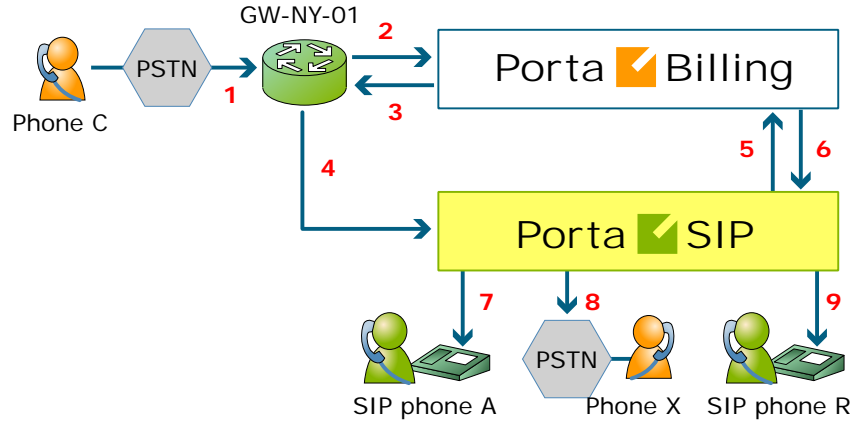 GW-NY-01
2
PSTN
Porta Billing
1
3
Phone C
4
5
6
Porta SIP
7
8
9
PSTN
SIP phone A
Phone X
SIP phone R